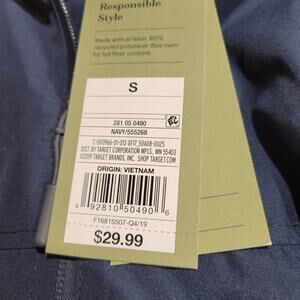 Responsible
Style
Made with at least 90%
recycled polyester. See item
for full fiber content.
S
281 05 0490
NAVY/555268
DIST. BY TARGET CORPORATION MPLS, MN 55403
©2019 TARGET BRANDS, INC. SHOP TARGET.COM
ORIGIN: VIETNAM
4 92810 50490 6
F16815507-Q4/19
$29.99